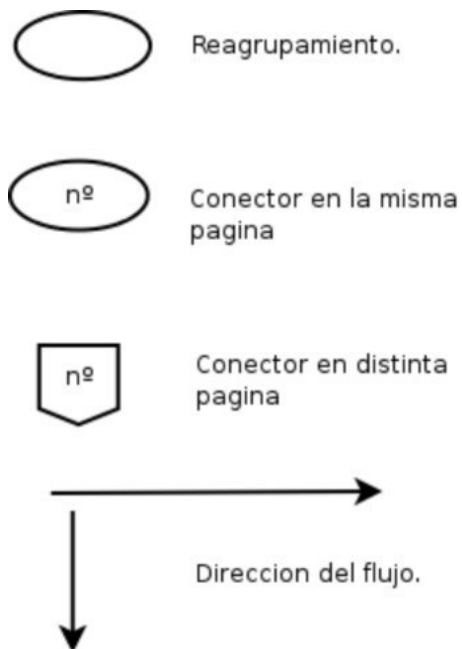 Reagrupamiento.
nº
Conector en la misma
pagina
nº
Conector en distinta
pagina
Direccion del flujo.